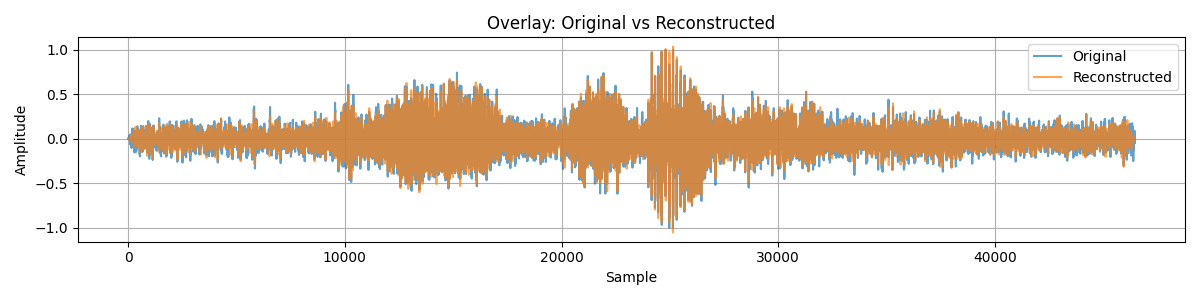 Overlay: Original vs Reconstructed
Original
Reconstructed
Amplitude
1.0
0.5
0.0
−0.5
−1.0
0
10000
20000
30000
40000
Sample